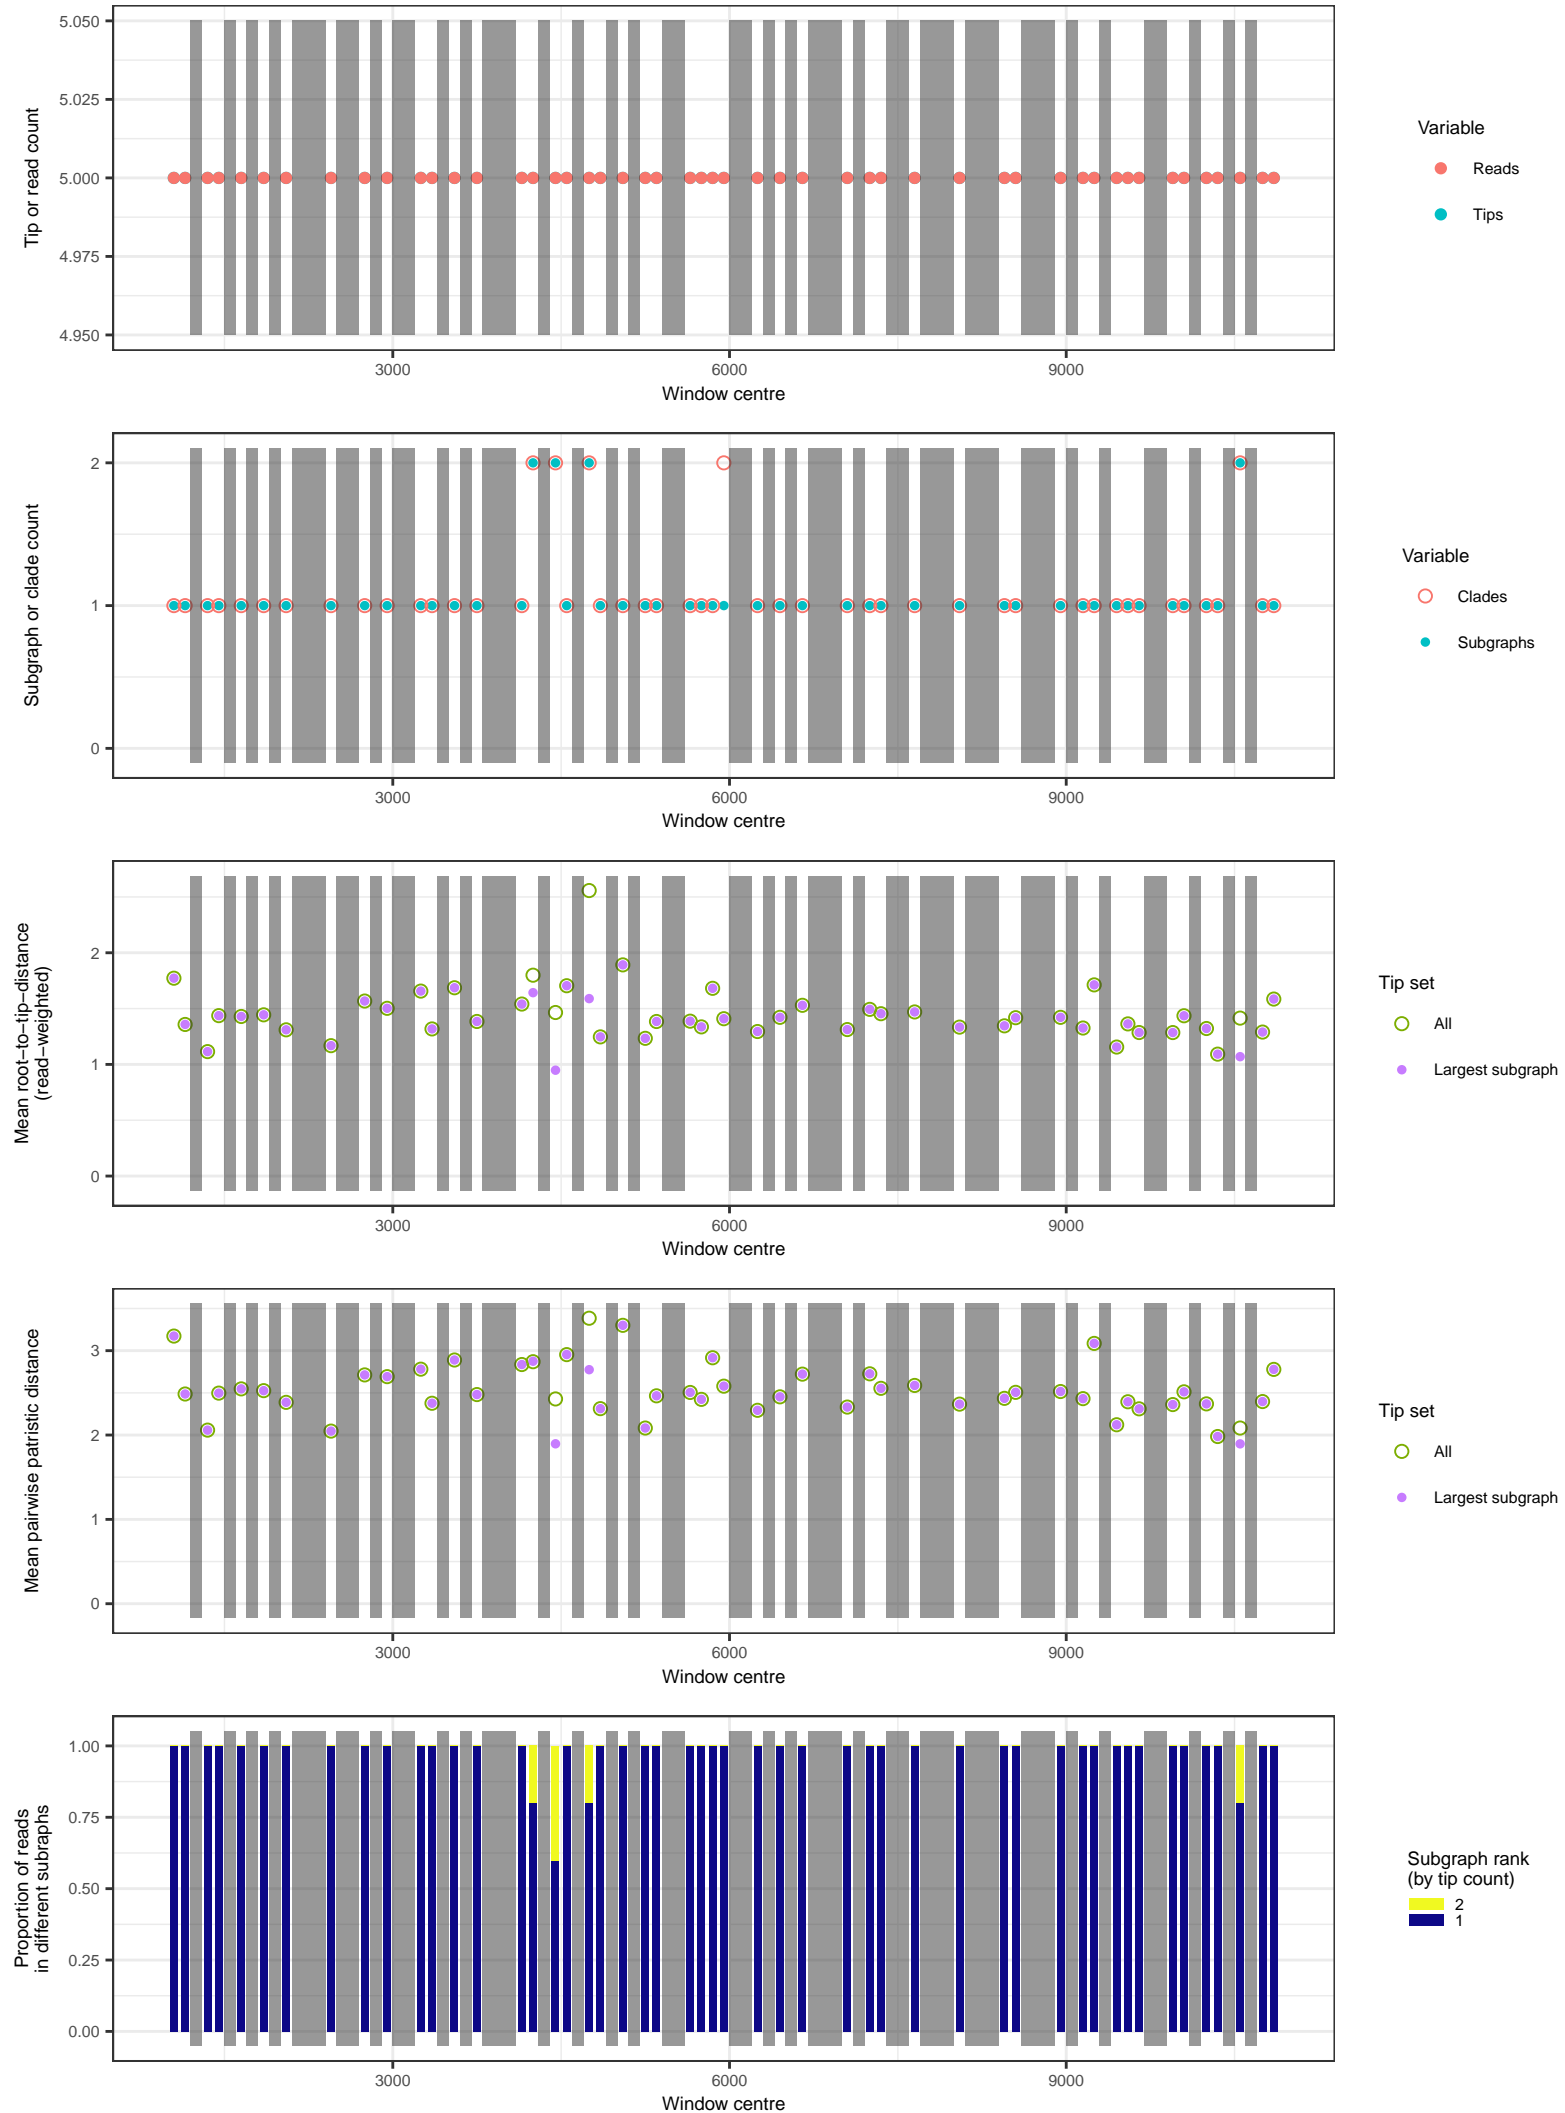 5.050
5.025
5.000
4.975
4.950
Tip or read count
3000
6000
9000
Window centre
Variable
Reads
Tips
2
1
0
Subgraph or clade count
3000
6000
9000
Window centre
Variable
Clades
Subgraphs
2
1
0
Mean root−to−tip−distance
(read−weighted)
3000
6000
9000
Window centre
Tip set
All
Largest subgraph
3
2
1
0
Mean pairwise patristic distance
3000
6000
9000
Window centre
Tip set
All
Largest subgraph
1.00
0.75
0.50
0.25
0.00
Proportion of reads
in different subraphs
3000
6000
9000
Window centre
Subgraph rank
(by tip count)
2
1